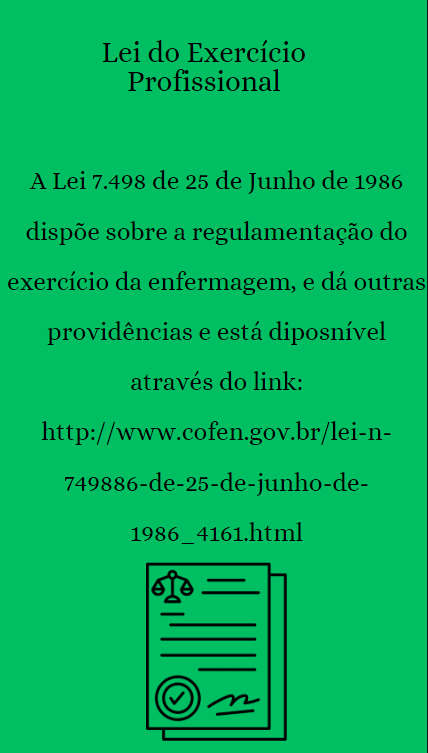 Lei do Exercício
Profissional
A Lei 7.498 de 25 de Junho de 1986
dispõe sobre a regulamentação do
exercício da enfermagem, e dá outras
providências e está diposnível
através do link:
http://www.cofen.gov.br/lei-n-
749886-de-25-de-junho-de-
1986_4161.html